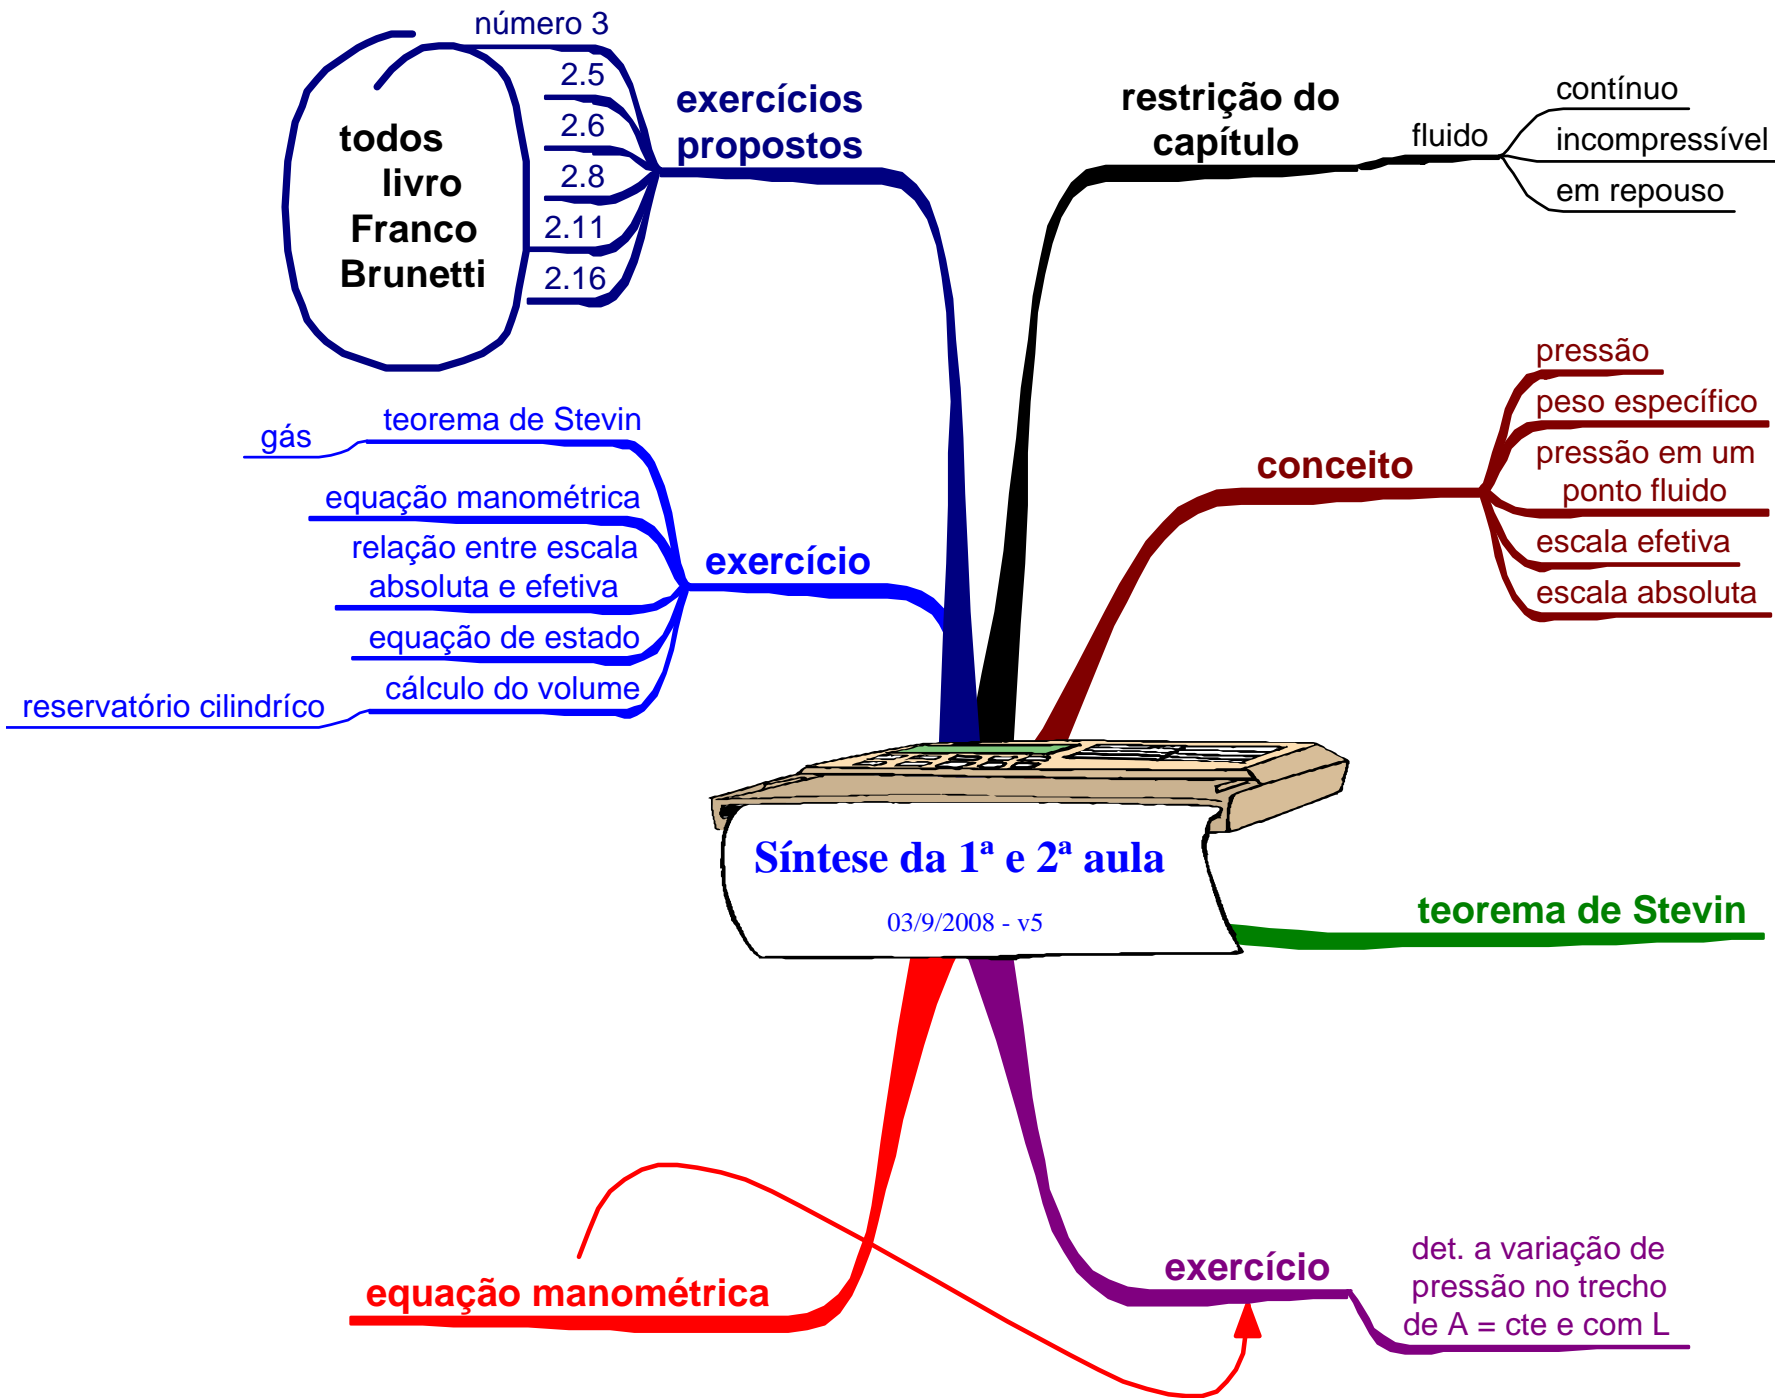 número 3
2.5
2.6
2.8
2.11
2.16
todos
livro
Franco
Brunetti
exercícios
propostos
restrição do
capítulo
fluido
contínuo
incompressível
em repouso
conceito
pressão
peso específico
pressão em um
ponto fluido
escala efetiva
escala absoluta
teorema de Stevin
gás
equação manométrica
relação entre escala
absoluta e efetiva
equação de estado
cálculo do volume
reservatório cilindríco
exercício
Síntese da 1ª e 2ª aula
03/9/2008 - v5
teorema de Stevin
equação manométrica
exercício
det. a variação de
pressão no trecho
de A = cte e com L